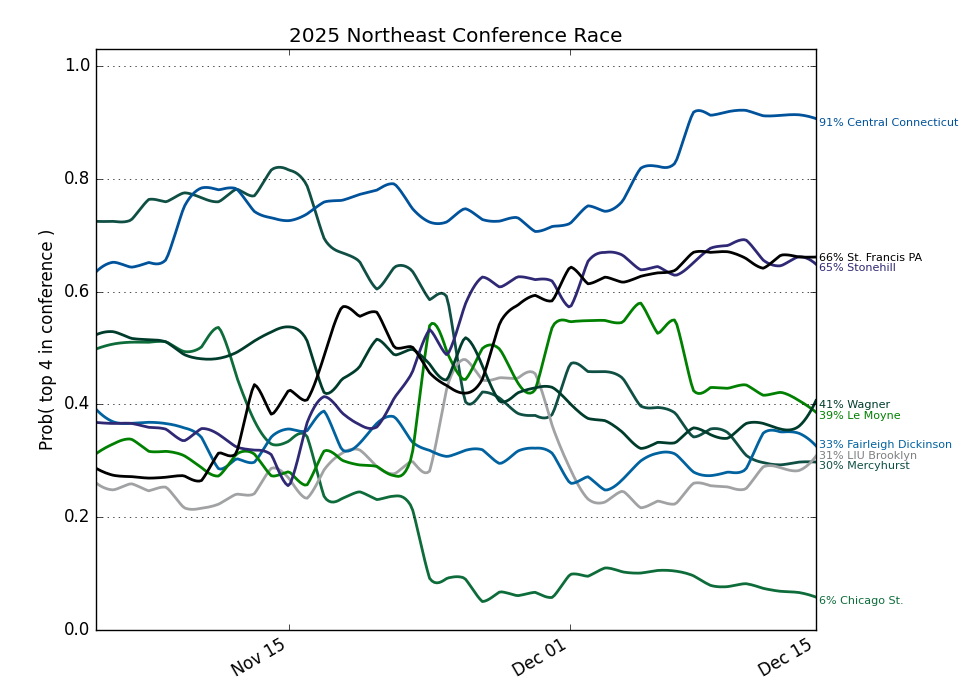 2025 Northeast Conference Race
Prob( top 4 in conference )
1.0
0.8
0.6
0.4
0.2
0.0
Nov 15
Dec 01
Dec 15
91% Central Connecticut
66% St. Francis PA
65% Stonehill
41% Wagner
39% Le Moyne
33% Fairleigh Dickinson
31% LIU Brooklyn
30% Mercyhurst
6% Chicago St.